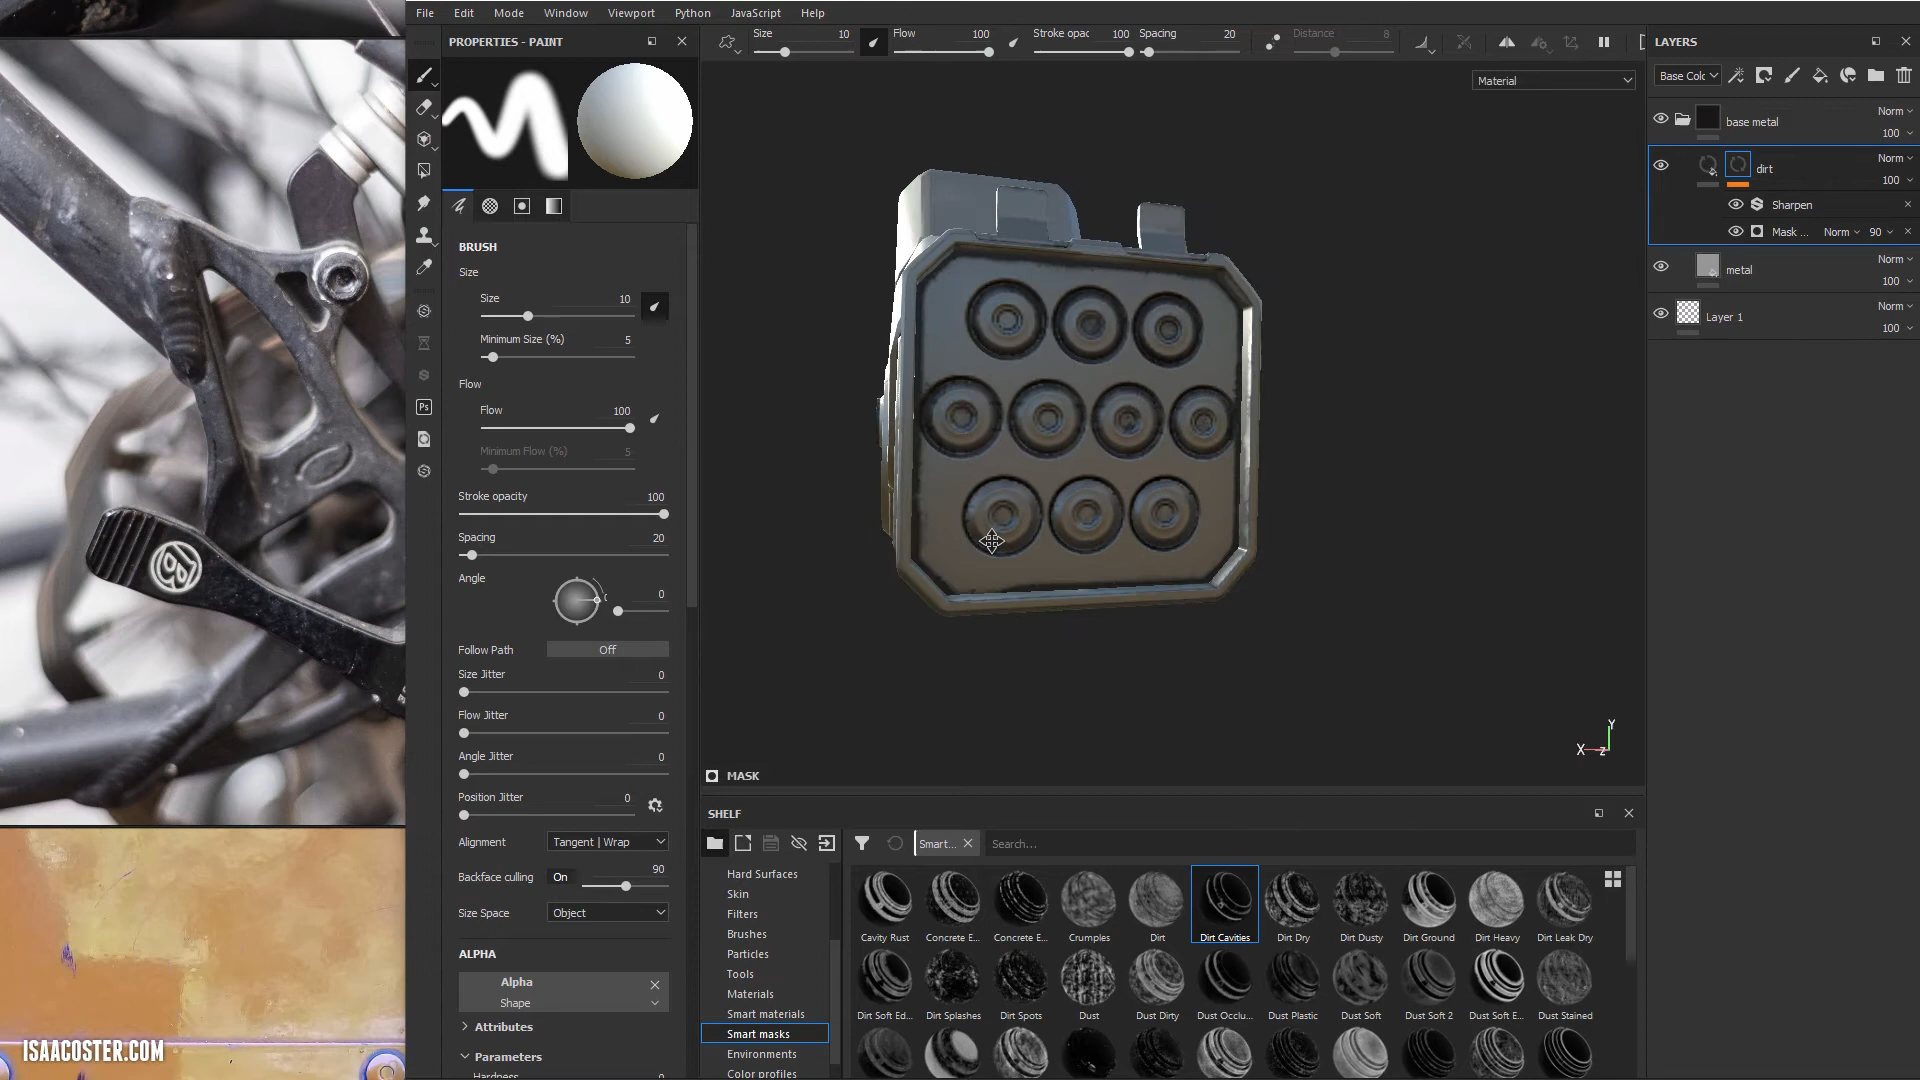 File Edit Mode Window Viewport Python JavaScript Help
PROPERTIES - PAINT
Size 10 Flow 100 Stroke opac 100 Spacing 20 Distance 8
Material
BRUSH
Size
Size 10
Minimum Size (%) 5
Flow
Flow 100
Minimum Flow (%) 5
Stroke opacity 100
Spacing 20
Angle
0
Follow Path Off
Size Jitter 0
Flow Jitter 0
Angle Jitter 0
Position Jitter 0
Alignment Tangent | Wrap
Backface culling On 90
Size Space Object
ALPHA
Alpha
Shape
Attributes
Parameters
Hardness 0
Ps
Y
X Z
MASK
SHELF
Smart... Search...
Hard Surfaces
Skin
Filters
Brushes
Particles
Tools
Materials
Smart materials
Smart masks
Environments
Color profiles
Cavity Rust Concrete E... Concrete E... Crumples Dirt Dirt Cavities Dirt Dry Dirt Dusty Dirt Ground Dirt Heavy Dirt Leak Dry
Dirt Soft Ed... Dirt Splashes Dirt Spots Dust Dust Dirty Dust Occlu... Dust Plastic Dust Soft Dust Soft 2 Dust Soft E... Dust Stained
LAYERS
Base Colo
base metal Norm
100
dirt Norm
100
Sharpen
Mask ... Norm 90
metal Norm
100
Layer 1 Norm
100
ISAACOSTER.COM